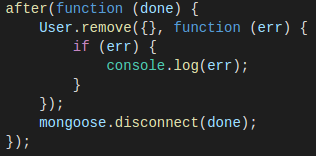 after(function (done) {
    User.remove({}, function (err) {
        if (err) {
            console.log(err);
        }
    });
    mongoose.disconnect(done);
});